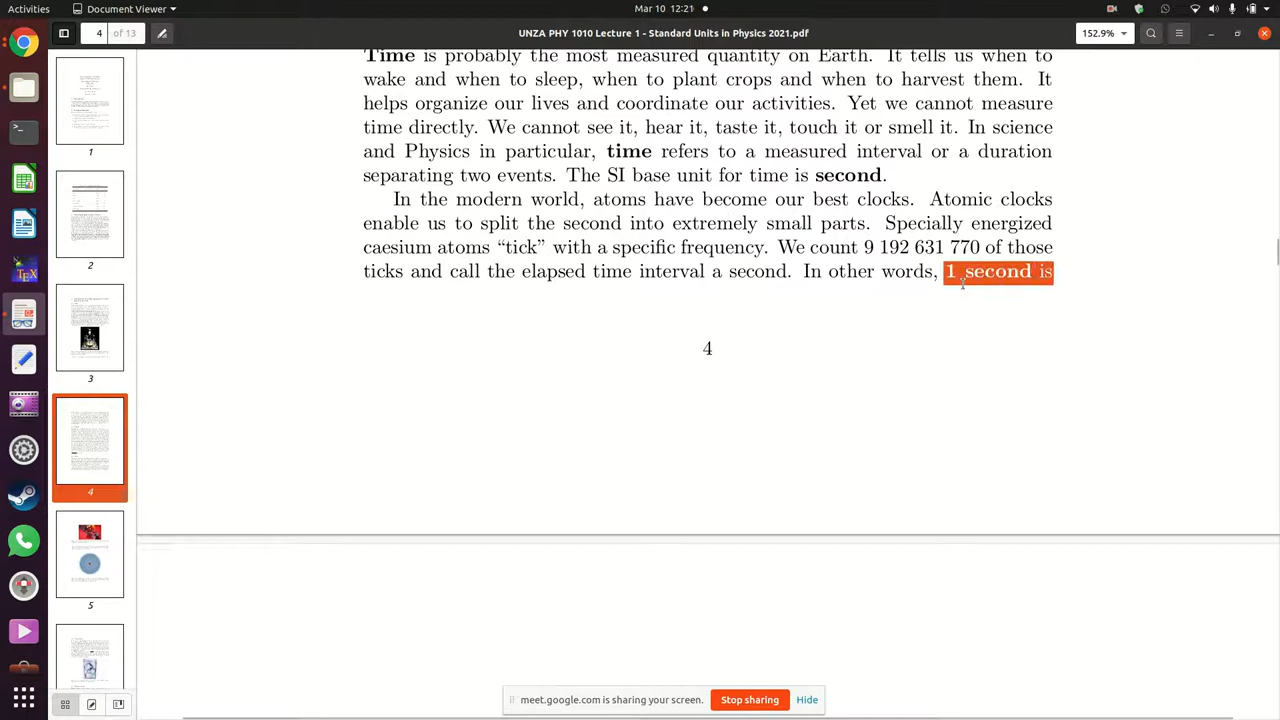 Activities
Document Viewer
Mar 10 12:21
4 of 13
UNZA PHY 1010 Lecture 1 - Standard Units in Physics 2021.pdf
152.9%
Time is probably the most measured quantity on Earth. It tells us when to
wake and when to sleep, when to plant crops and when to harvest them. It
helps organize our lives and coordinate our activities. Yet we cannot measure
time directly. We cannot see it, hear it, taste it, touch it or smell it. In science
and Physics in particular, time refers to a measured interval or a duration
separating two events. The SI base unit for time is second.
In the modern world, atoms have become our best clocks. Atomic clocks
enable us to split the second into extremely small parts. Specially energized
caesium atoms “tick” with a specific frequency. We count 9 192 631 770 of those
ticks and call the elapsed time interval a second. In other words, 1 second is
4
1
2
3
4
5
meet.google.com is sharing your screen.
Stop sharing
Hide